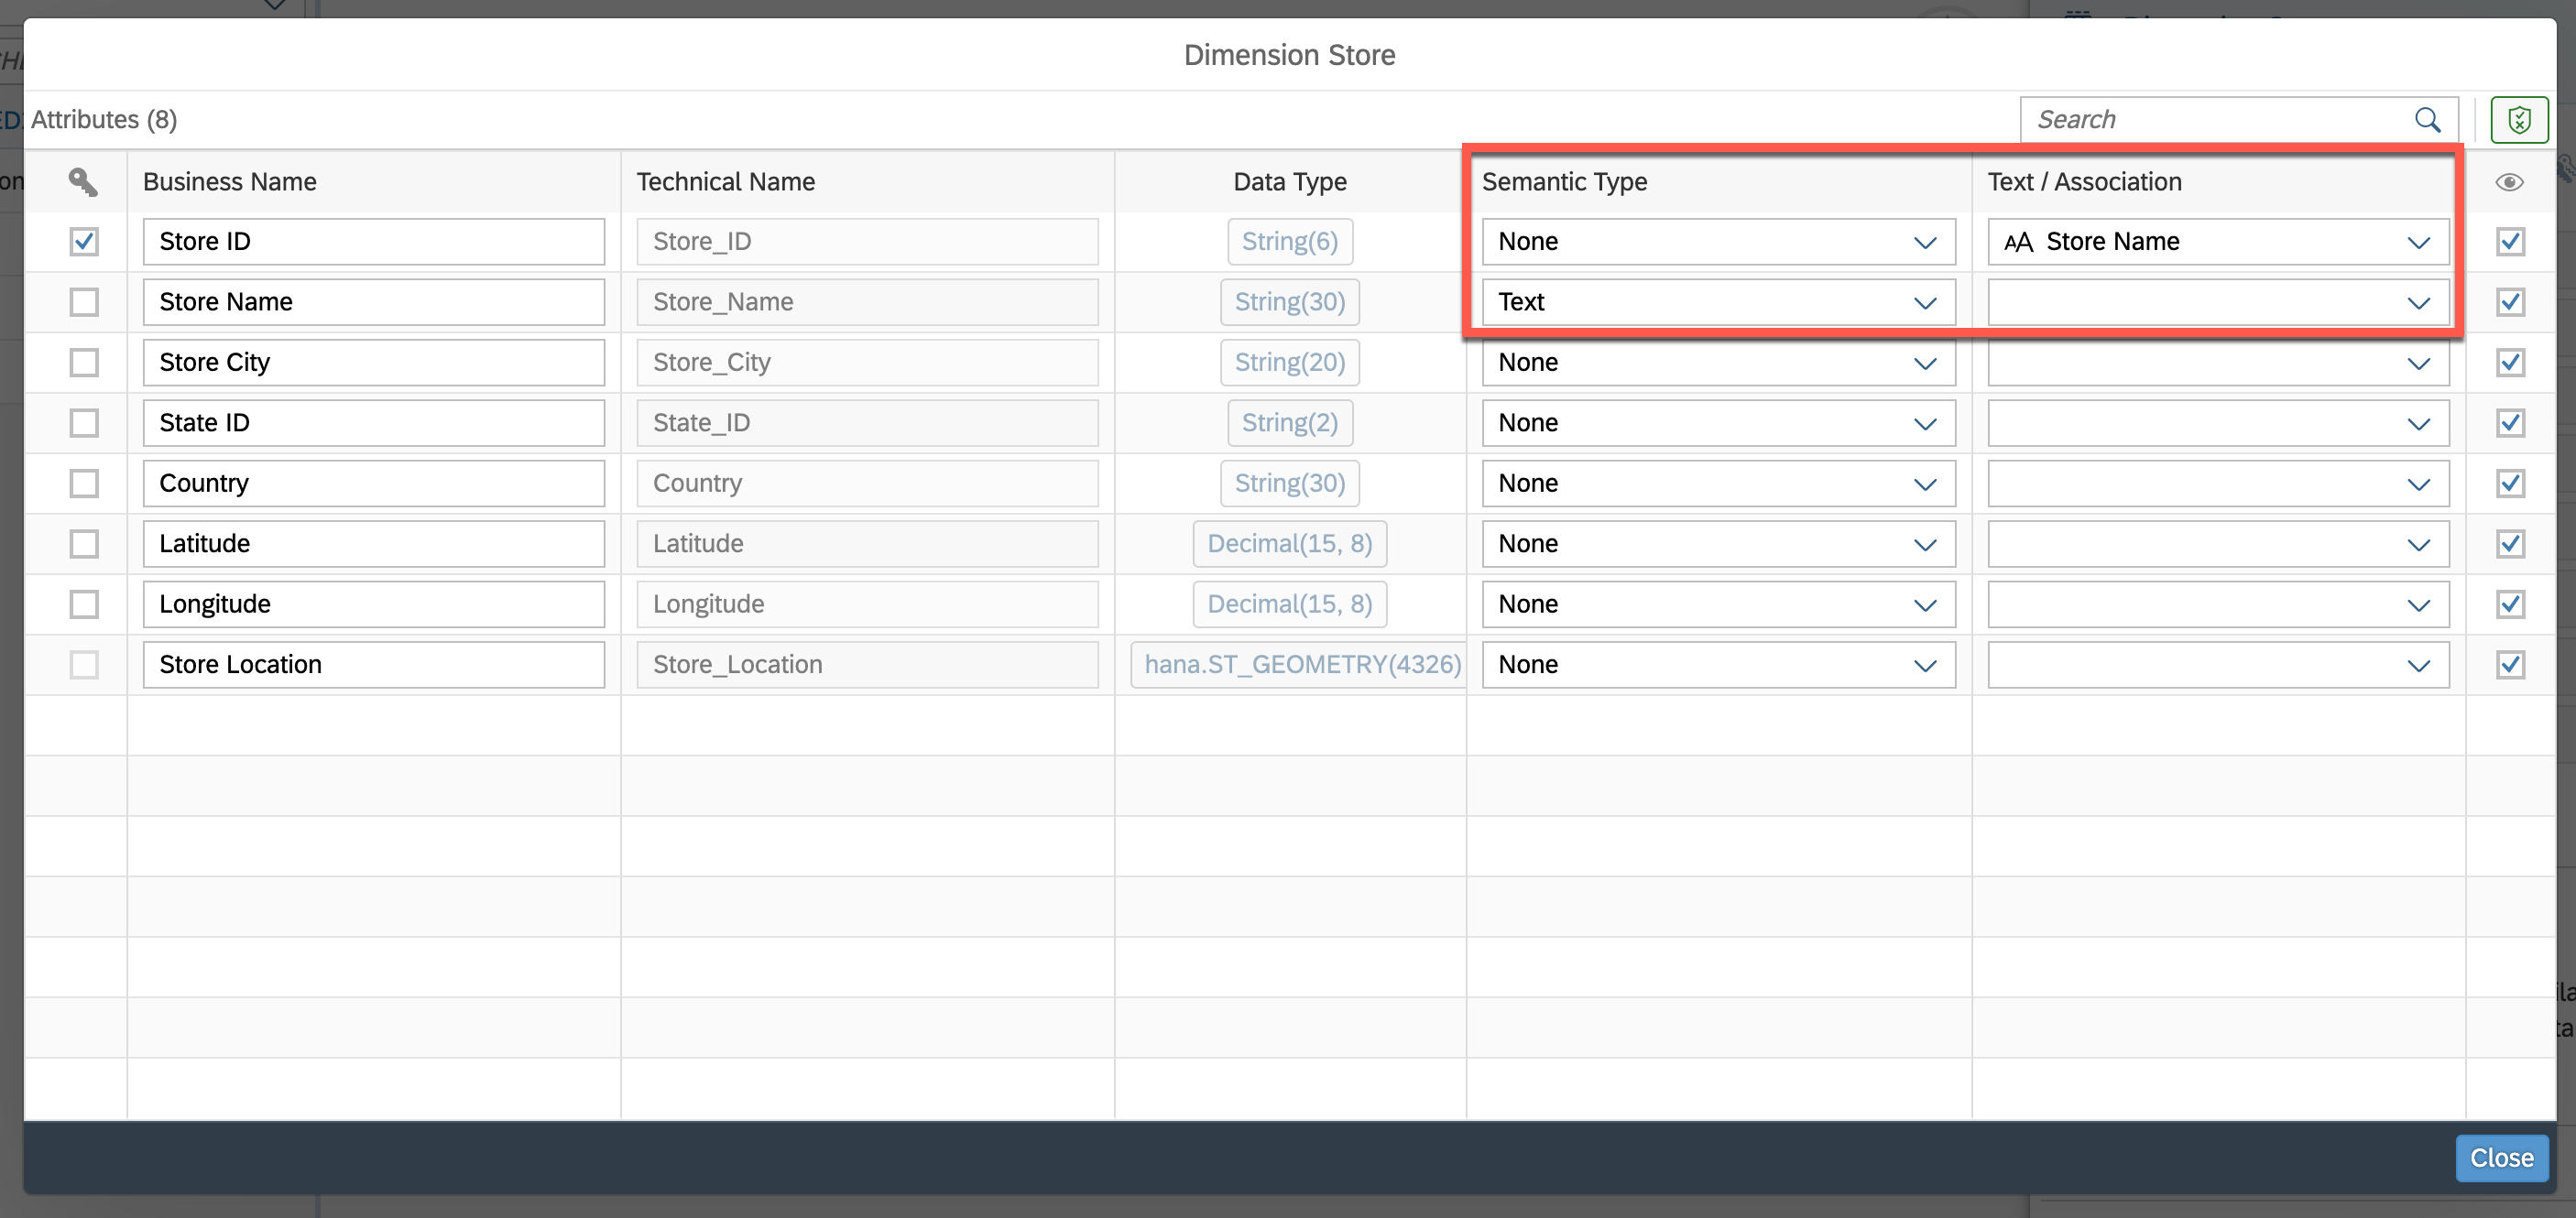 Dimension Store
Attributes (8)
Search
Business Name Technical Name Data Type Semantic Type Text / Association
Store ID Store_ID String(6) None AA Store Name
Store Name Store_Name String(30) Text
Store City Store_City String(20) None
State ID State_ID String(2) None
Country Country String(30) None
Latitude Latitude Decimal(15, 8) None
Longitude Longitude Decimal(15, 8) None
Store Location Store_Location hana.ST_GEOMETRY(4326) None
Close